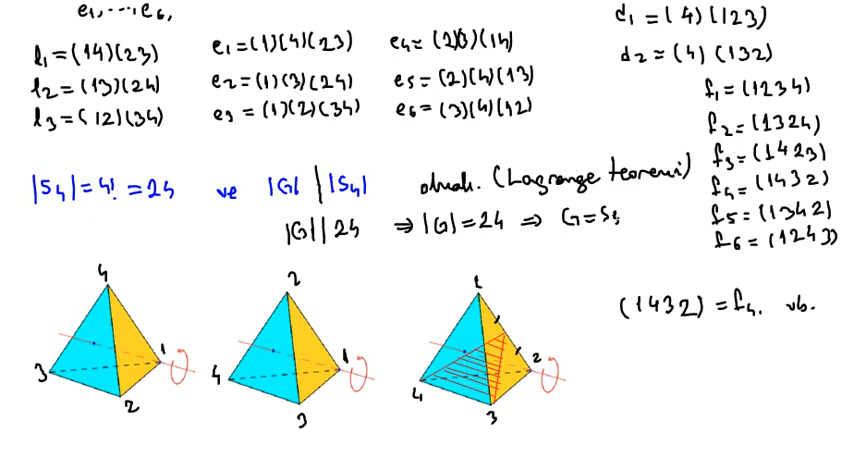 e₁, ..., e₆,
d₁ = (4)(123)
d₂ = (4)(132)
l₁ = (14)(23)
l₂ = (13)(24)
l₃ = (12)(34)
e₁ = (1)(4)(23)
e₂ = (1)(3)(24)
e₃ = (1)(2)(34)
e₄ = (2)(3)(14)
e₅ = (2)(4)(13)
e₆ = (3)(4)(12)
f₁ = (1234)
f₂ = (1324)
f₃ = (1423)
f₄ = (1432)
f₅ = (1342)
f₆ = (1243)
|S₄| = 4! = 24 ve |G| | |S₄| olmalı. (Lagrange teoremi)
|G| | 24 ⇒ |G| = 24 ⇒ G = S₄
(1432) = f₄. vb.
4 1 3 2
2 1 4 3
1 2 4 3